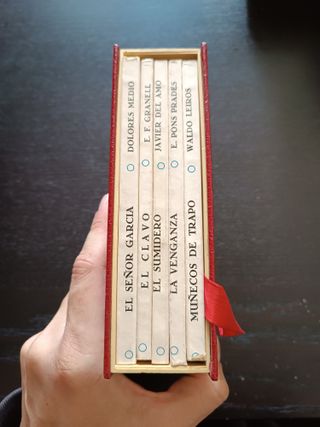 EL SEÑOR GARCIA DOLORES MEDIO
EL CLAVO E. F. GRANELL
EL SUMIDERO JAVIER DEL AMO
LA VENGANZA E. PONS PRADES
MUÑECOS DE TRAPO WALDO LEIROS